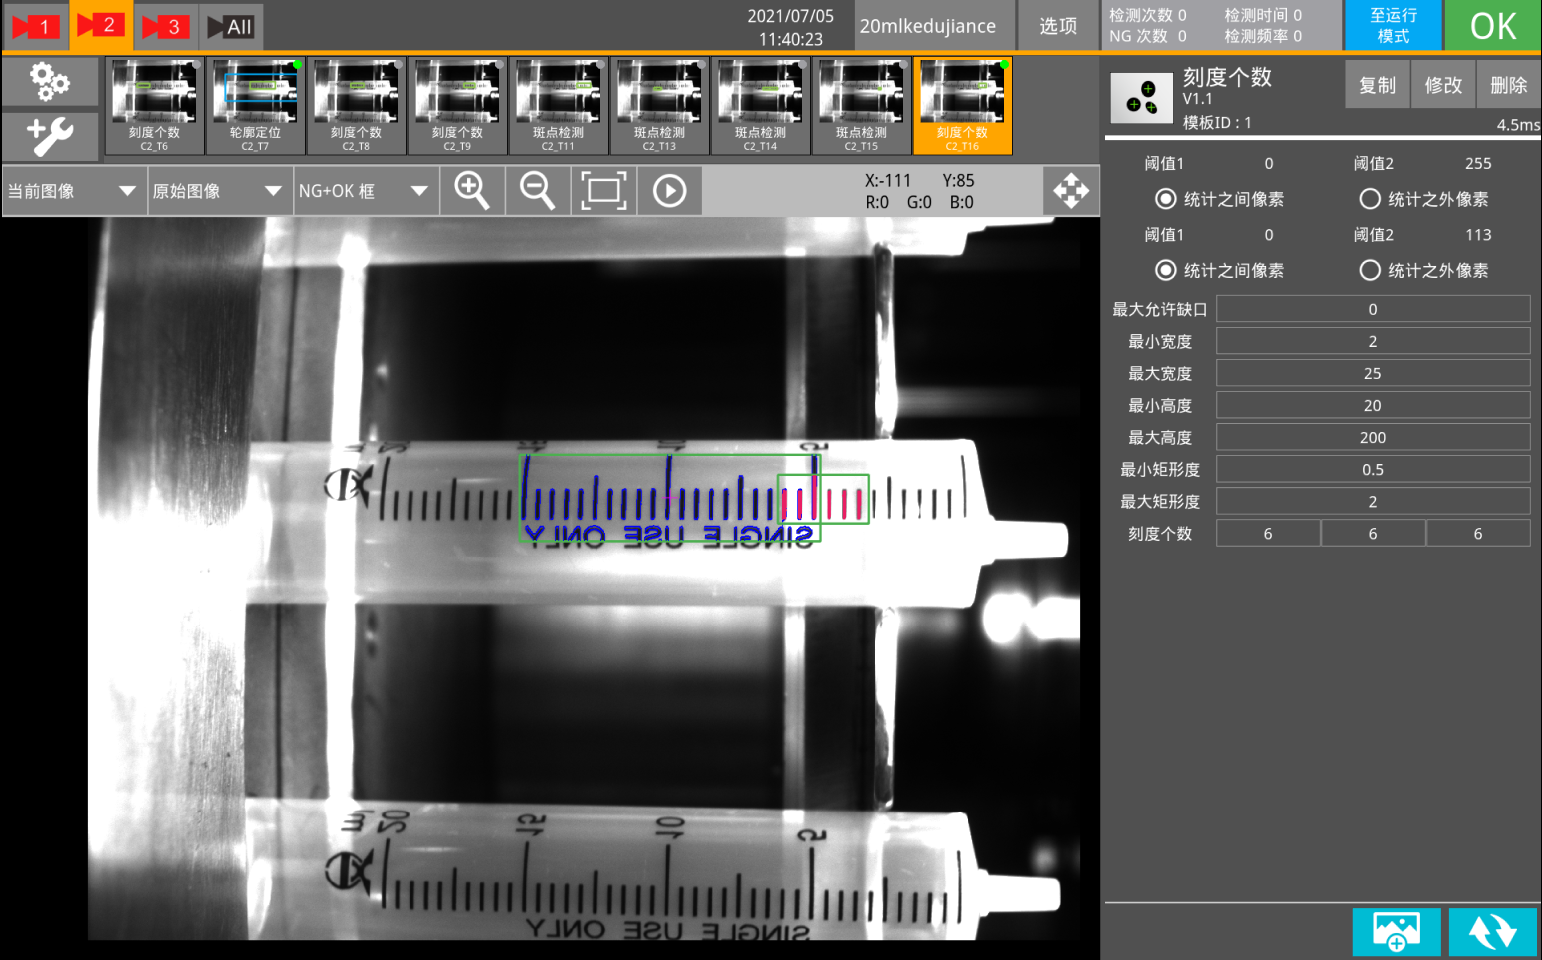 1
2
3
All
2021/07/05
11:40:23
20mlkedujiance
选项
检测次数 0 检测时间 0
NG 次数 0 检测频率 0
至运行
模式
OK
刻度个数
C2_T6
轮廓定位
C2_T7
刻度个数
C2_T8
刻度个数
C2_T9
斑点检测
C2_T11
斑点检测
C2_T13
斑点检测
C2_T14
斑点检测
C2_T15
刻度个数
C2_T16
当前图像
原始图像
NG+OK 框
X:-111 Y:85
R:0 G:0 B:0
刻度个数
V1.1
模板ID : 1
复制
修改
删除
4.5ms
阈值1 0 阈值2 255
统计之间像素 统计之外像素
阈值1 0 阈值2 113
统计之间像素 统计之外像素
最大允许缺口 0
最小宽度 2
最大宽度 25
最小高度 20
最大高度 200
最小矩形度 0.5
最大矩形度 2
刻度个数 6 6 6
15 10 5
SINGLE USE ONLY
20 15 10 5
SINGLE USE ONLY